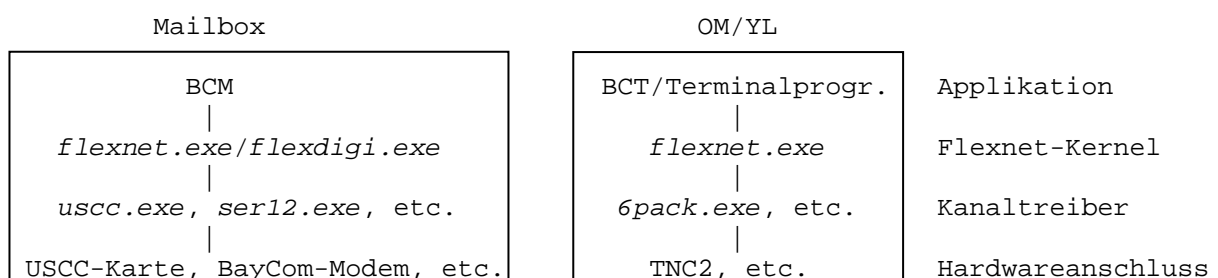 Mailbox OM/YL
BCM BCT/Terminalprogr. Applikation
flexnet.exe/flexdigi.exe flexnet.exe Flexnet-Kernel
uscc.exe, ser12.exe, etc. 6pack.exe, etc. Kanaltreiber
USCC-Karte, BayCom-Modem, etc. TNC2, etc. Hardwareanschluss